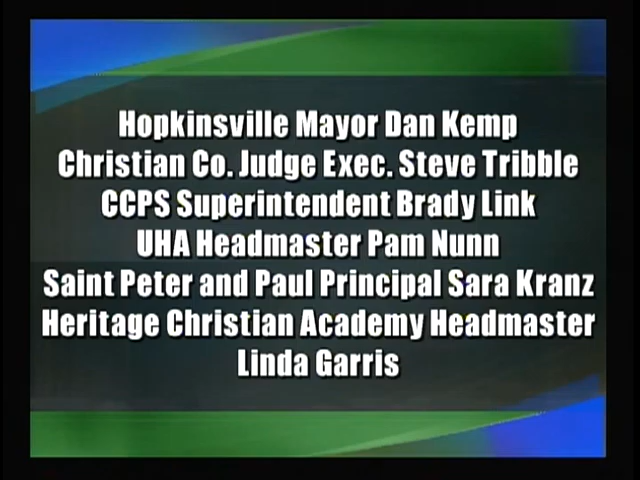 Hopkinsville Mayor Dan Kemp
Christian Co. Judge Exec. Steve Tribble
CCPS Superintendent Brady Link
UHA Headmaster Pam Nunn
Saint Peter and Paul Principal Sara Kranz
Heritage Christian Academy Headmaster
Linda Garris